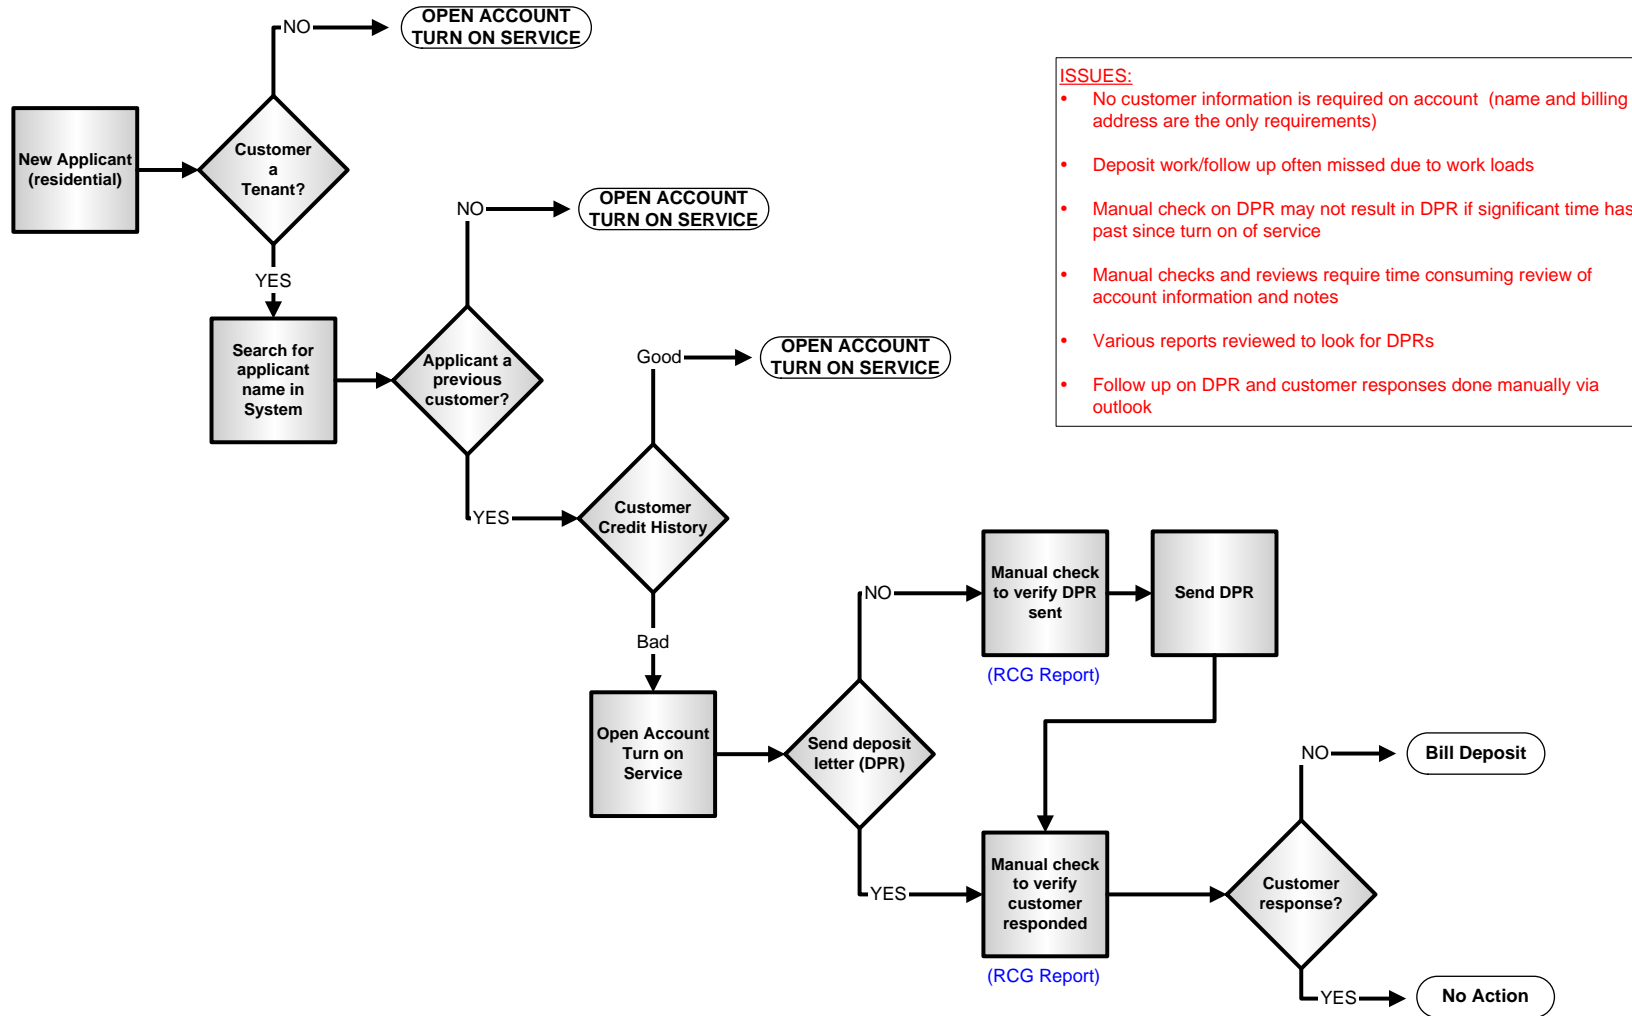 NO
OPEN ACCOUNT
TURN ON SERVICE
ISSUES:
• No customer information is required on account  (name and billing
address are the only requirements)
• Deposit work/follow up often missed due to work loads
• Manual check on DPR may not result in DPR if significant time has
past since turn on of service
• Manual checks and reviews require time consuming review of
account information and notes
• Various reports reviewed to look for DPRs
• Follow up on DPR and customer responses done manually via
outlook
New Applicant
(residential)
Customer
a
Tenant?
YES
NO
OPEN ACCOUNT
TURN ON SERVICE
Search for
applicant
name in
System
Applicant a
previous
customer?
Good
OPEN ACCOUNT
TURN ON SERVICE
YES
Customer
Credit History
Bad
NO
Manual check
to verify DPR
sent
(RCG Report)
Send DPR
Open Account
Turn on
Service
Send deposit
letter (DPR)
NO
Bill Deposit
YES
Manual check
to verify
customer
responded
(RCG Report)
Customer
response?
YES
No Action